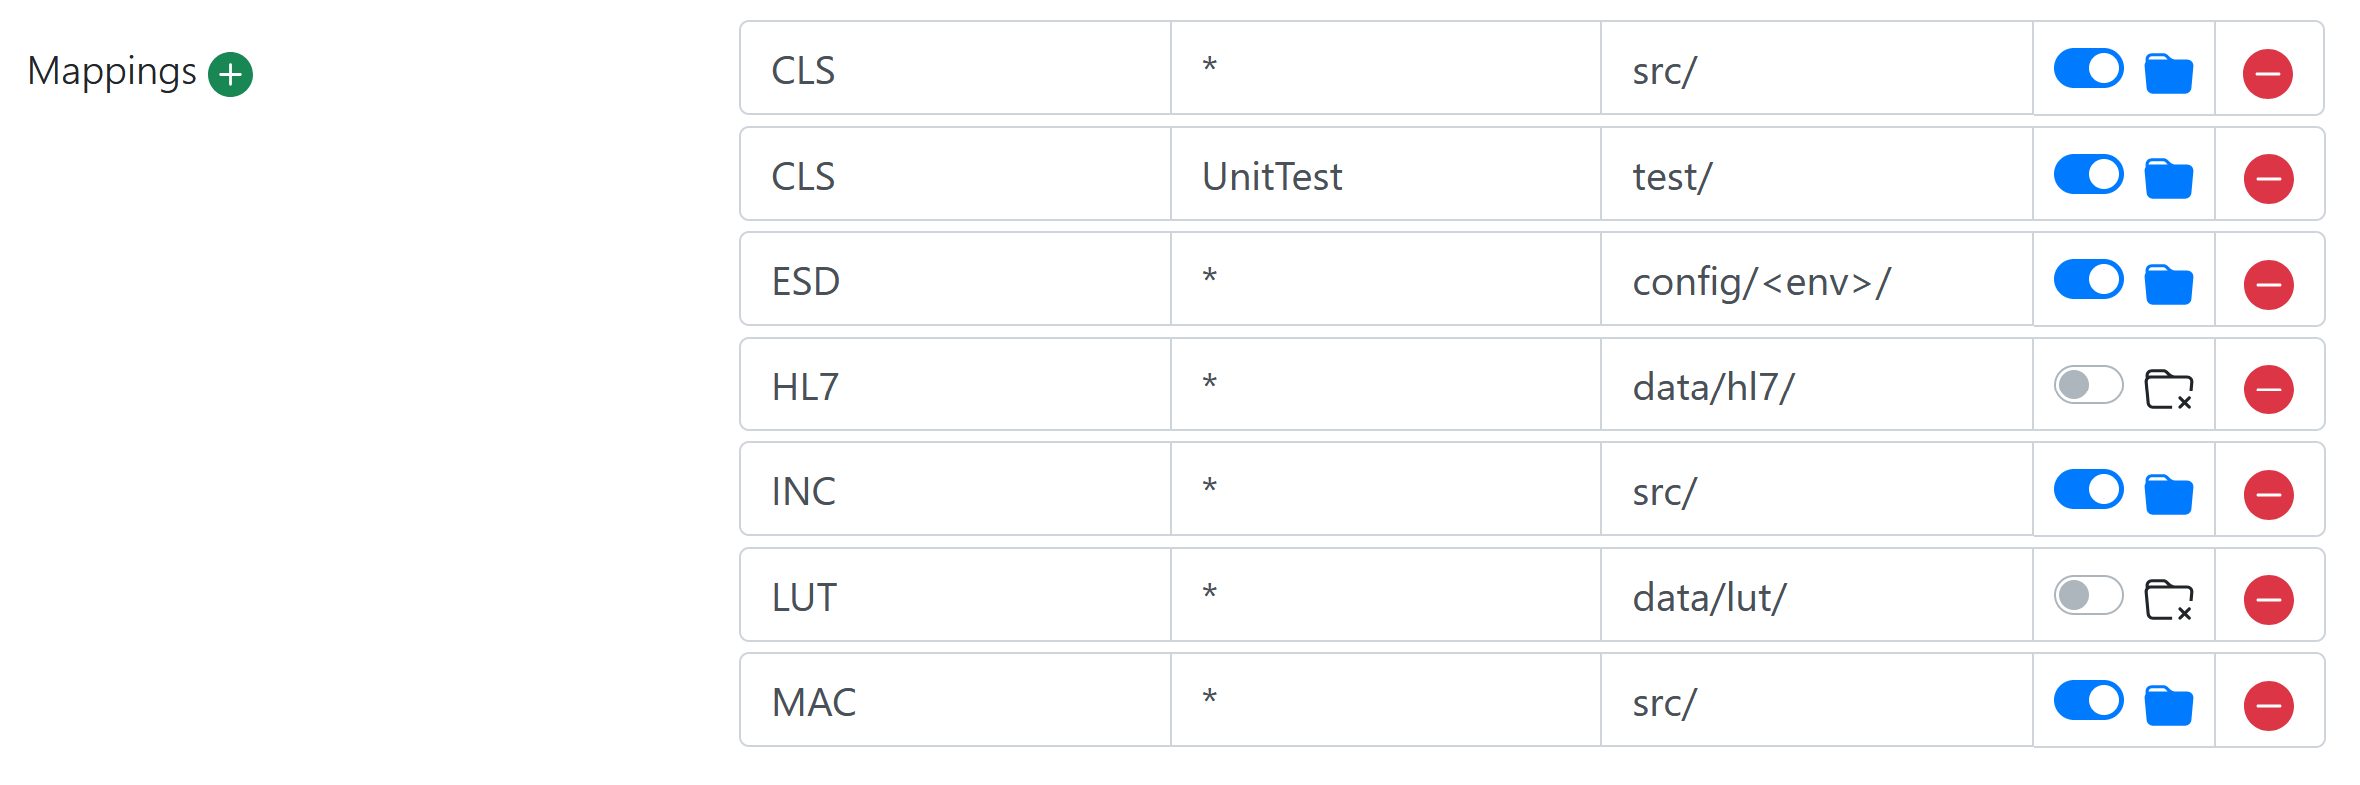 Mappings
CLS * src/
CLS UnitTest test/
ESD * config/<env>/
HL7 * data/hl7/
INC * src/
LUT * data/lut/
MAC * src/